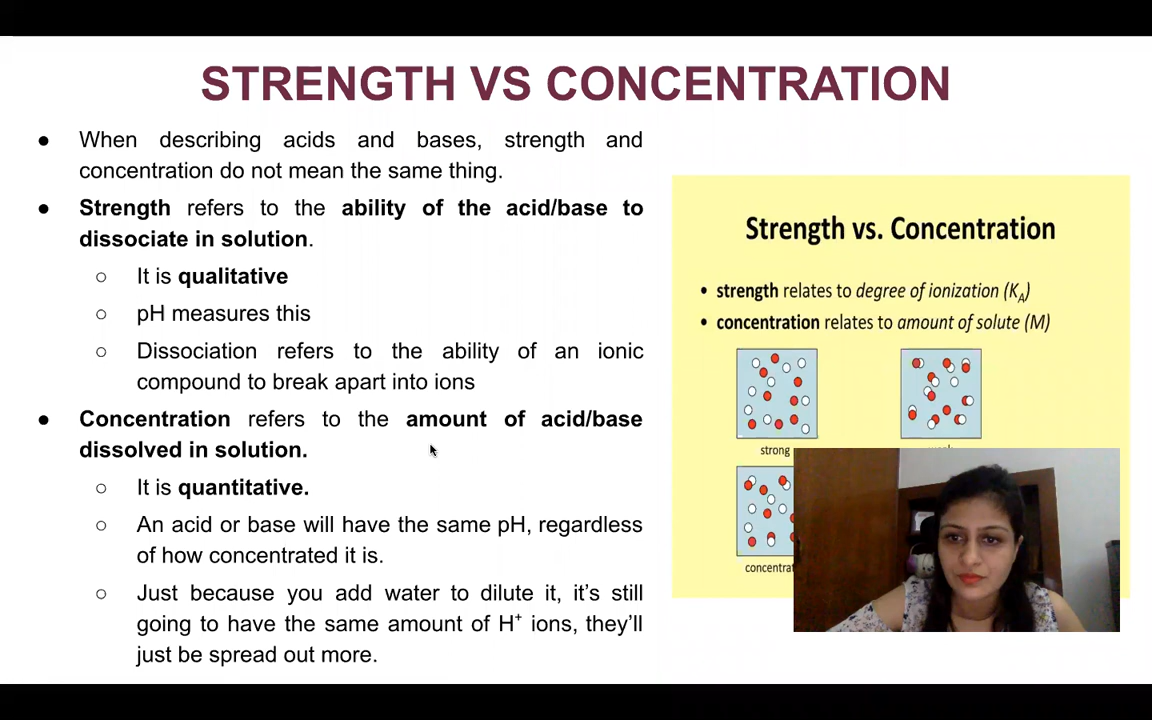 STRENGTH VS CONCENTRATION
● When describing acids and bases, strength and
concentration do not mean the same thing.
● Strength refers to the ability of the acid/base to
dissociate in solution.
○ It is qualitative
○ pH measures this
○ Dissociation refers to the ability of an ionic
compound to break apart into ions
● Concentration refers to the amount of acid/base
dissolved in solution.
○ It is quantitative.
○ An acid or base will have the same pH, regardless
of how concentrated it is.
○ Just because you add water to dilute it, it’s still
going to have the same amount of H⁺ ions, they’ll
just be spread out more.
Strength vs. Concentration
• strength relates to degree of ionization (KA)
• concentration relates to amount of solute (M)
strong